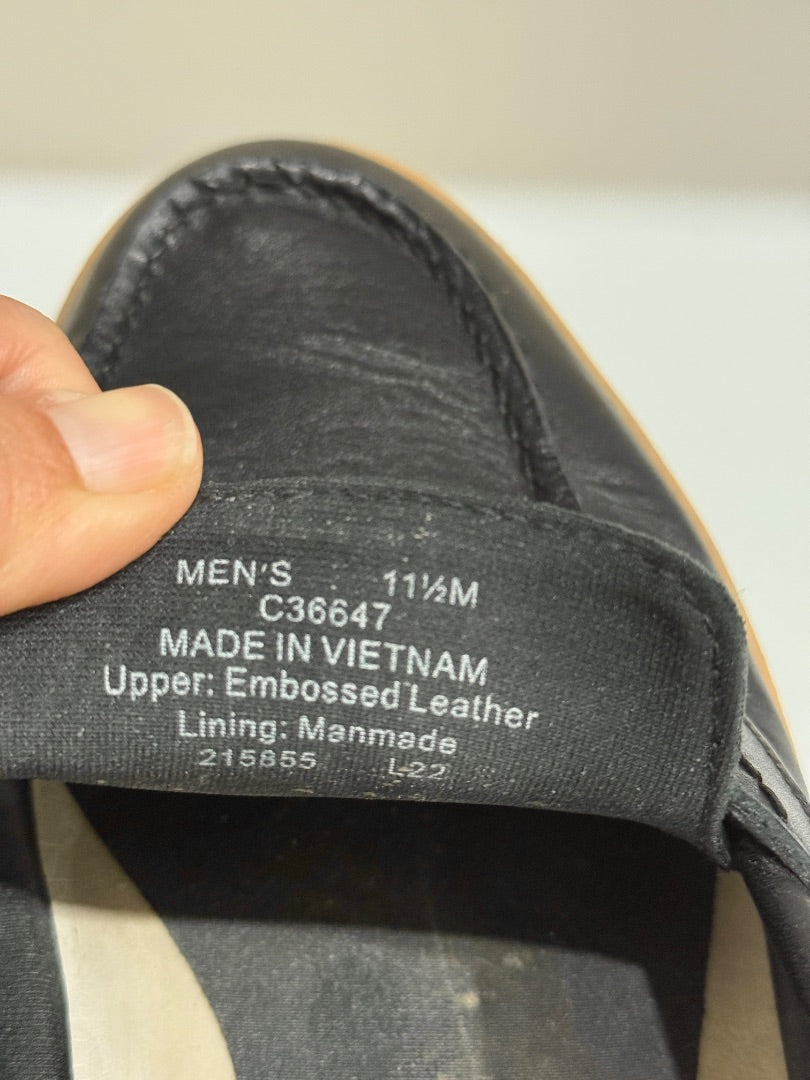 MEN'S 11½M
C36647
MADE IN VIETNAM
Upper: Embossed Leather
Lining: Manmade
215855 L22